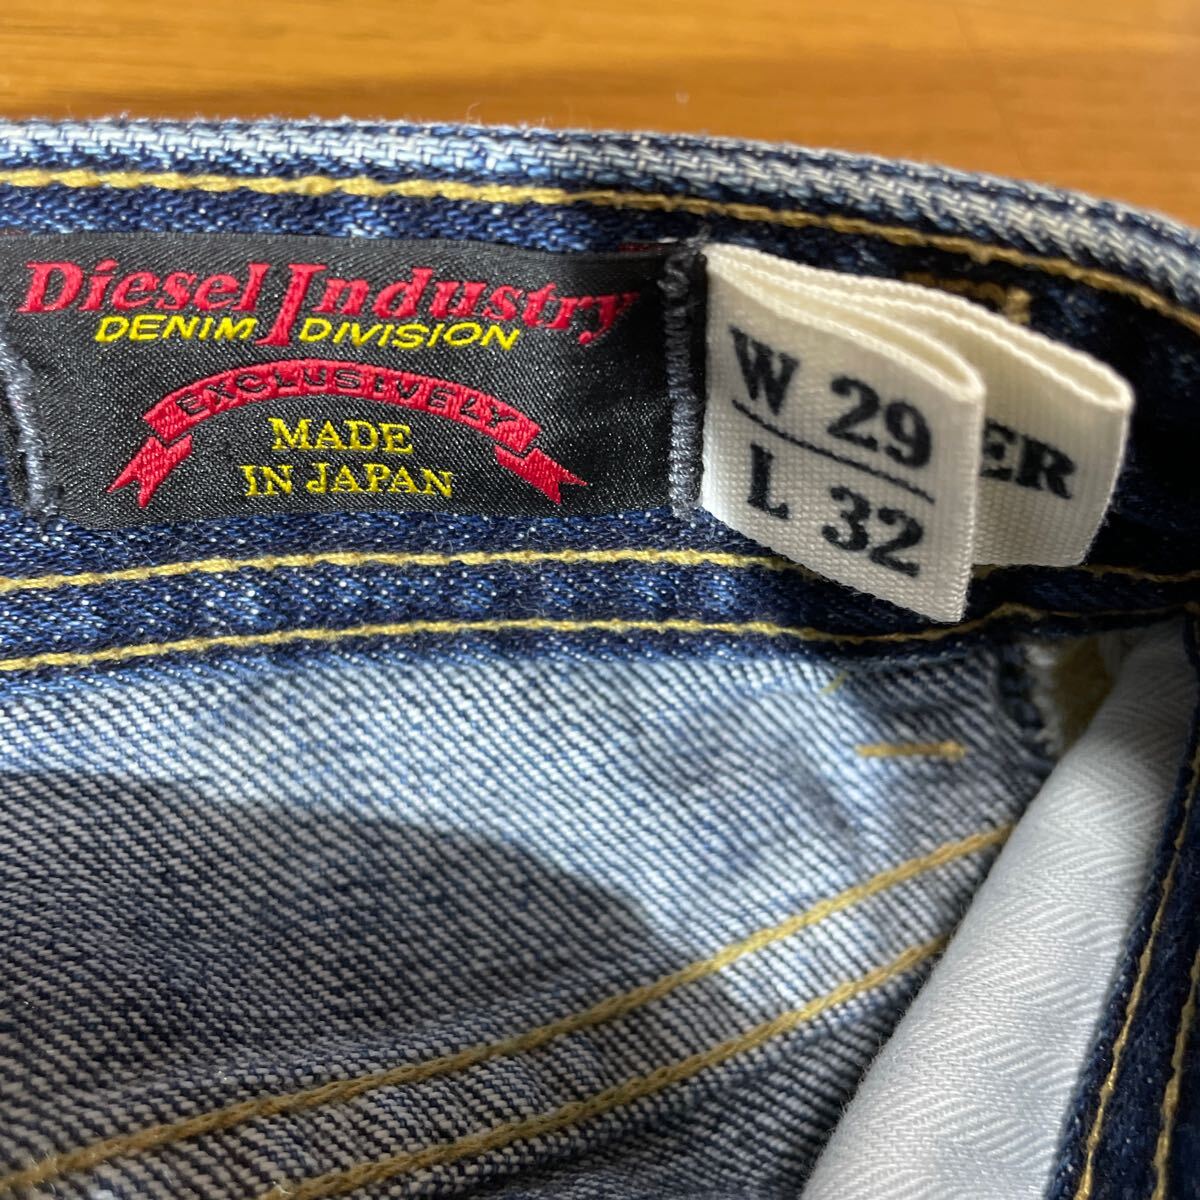 Diesel Industry
DENIM DIVISION
EXCLUSIVELY
MADE
IN JAPAN
W 29
L 32